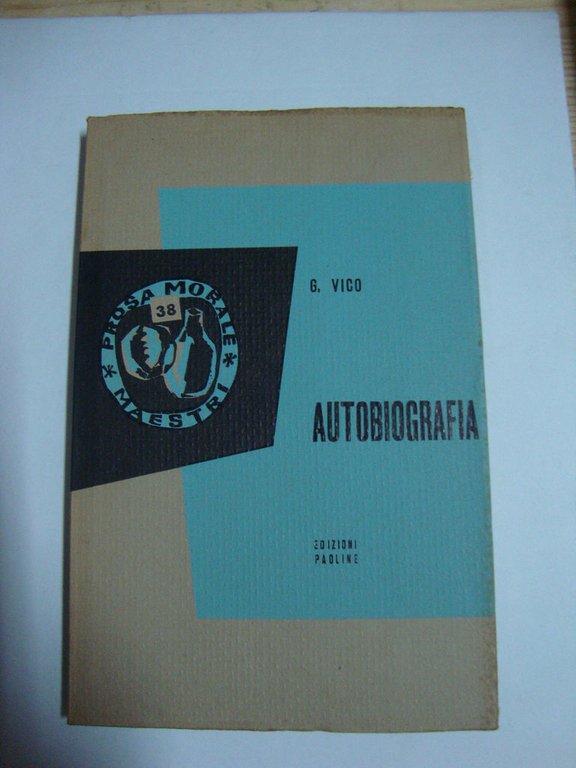 * PROSA MORALE *
38
MAESTRI
G. VICO
AUTOBIOGRAFIA
EDIZIONI
PAOLINE